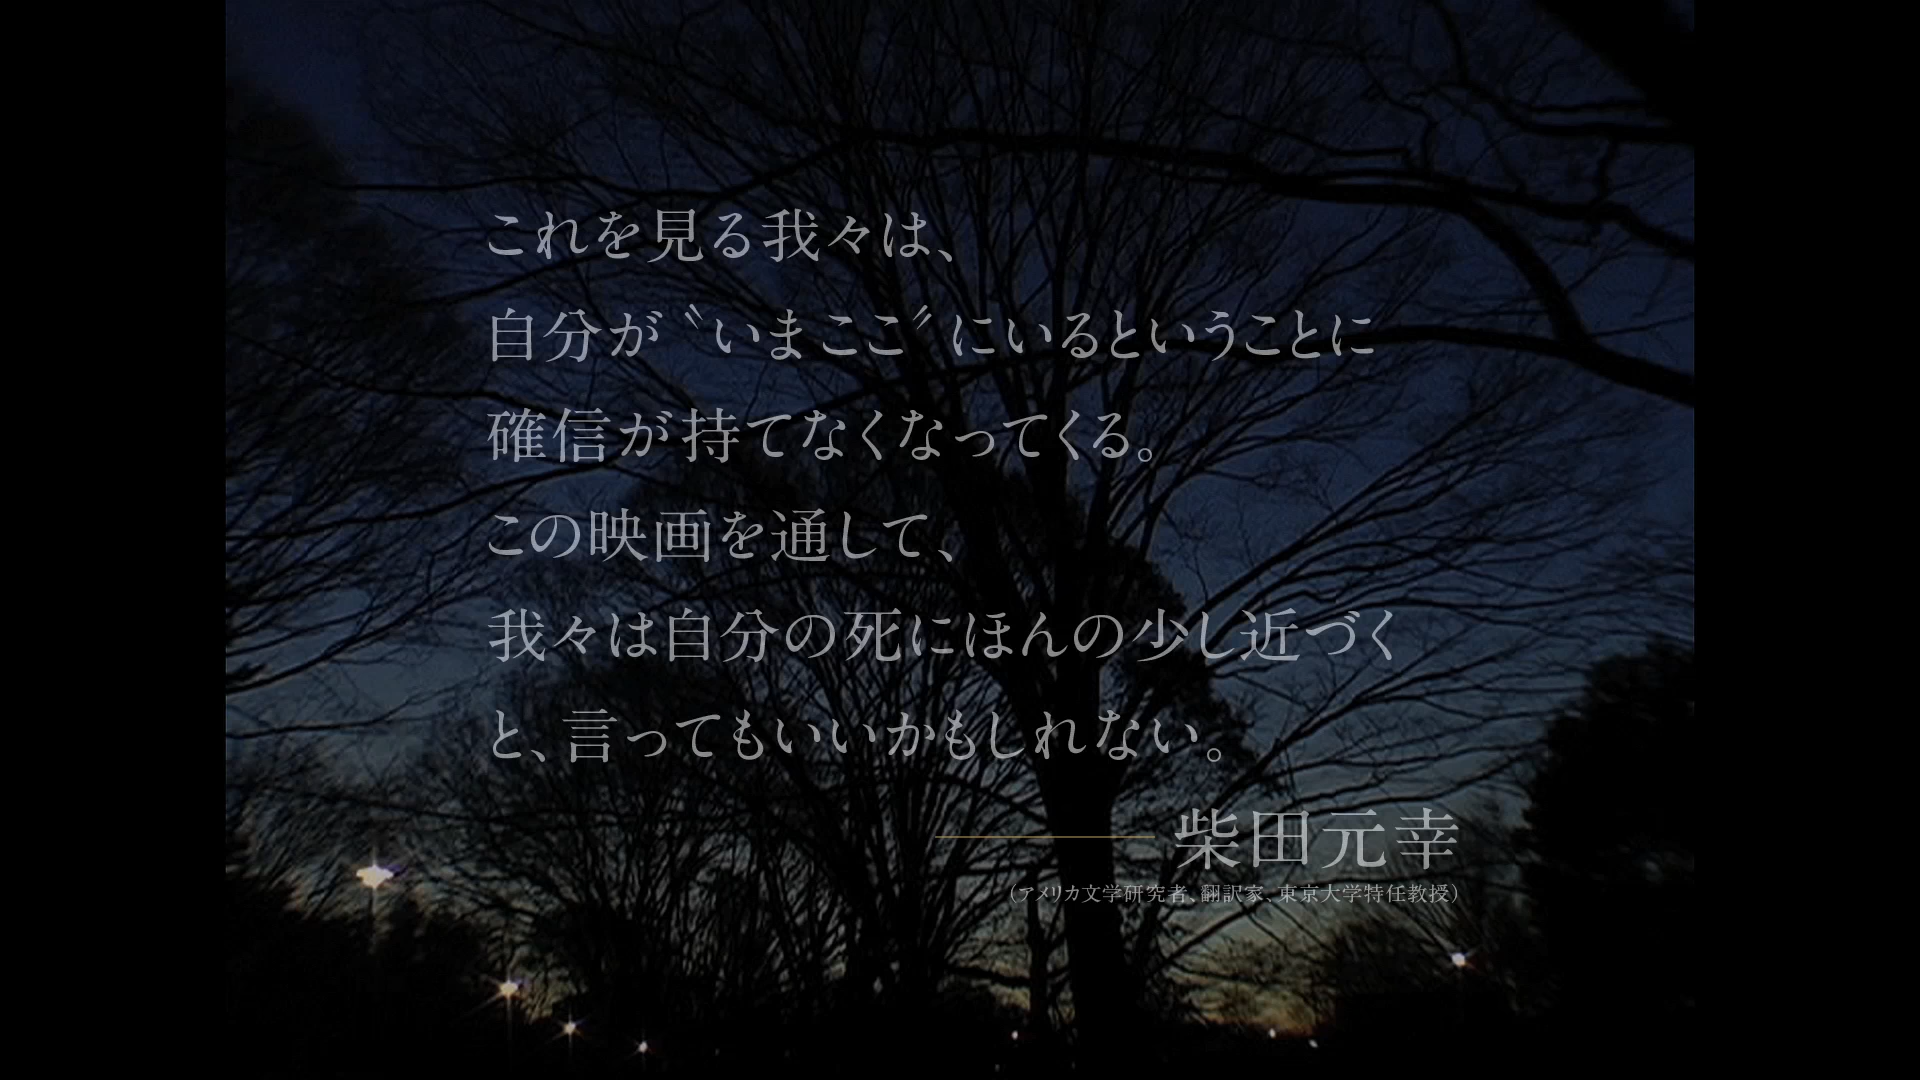 これを見る我々は、
自分が〝いまここ〞にいるということに
確信が持てなくなってくる。
この映画を通して、
我々は自分の死にほんの少し近づく
と、言ってもいいかもしれない。
柴田元幸
（アメリカ文学研究者、翻訳家、東京大学特任教授）